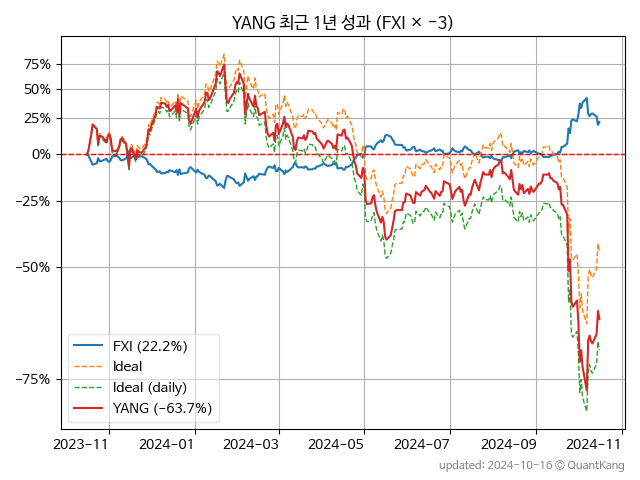 YANG 최근 1년 성과 (FXI × −3)
75%
50%
25%
0%
−25%
−50%
−75%
FXI (22.2%)
Ideal
Ideal (daily)
YANG (−63.7%)
2023−11 2024−01 2024−03 2024−05 2024−07 2024−09 2024−11
updated: 2024-10-16 © QuantKang